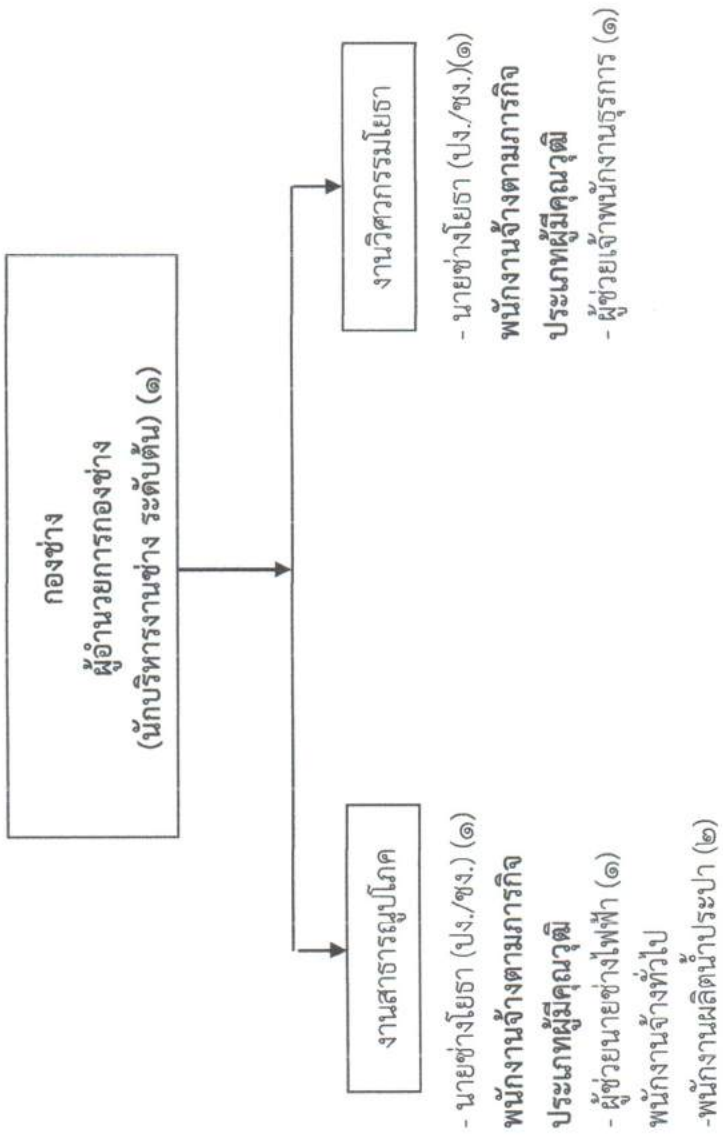 กองช่าง
ผู้อำนวยการกองช่าง
(นักบริหารงานช่าง ระดับต้น) (๑)
งานสาธารณูปโภค
- นายช่างโยธา (ปง./ชง.) (๑)
พนักงานจ้างตามภารกิจ
ประเภทผู้มีคุณวุฒิ
- ผู้ช่วยนายช่างไฟฟ้า (๑)
พนักงานจ้างทั่วไป
-พนักงานผลิตน้ำประปา (๒)
งานวิศวกรรมโยธา
- นายช่างโยธา (ปง./ชง.)(๑)
พนักงานจ้างตามภารกิจ
ประเภทผู้มีคุณวุฒิ
- ผู้ช่วยเจ้าพนักงานธุรการ (๑)